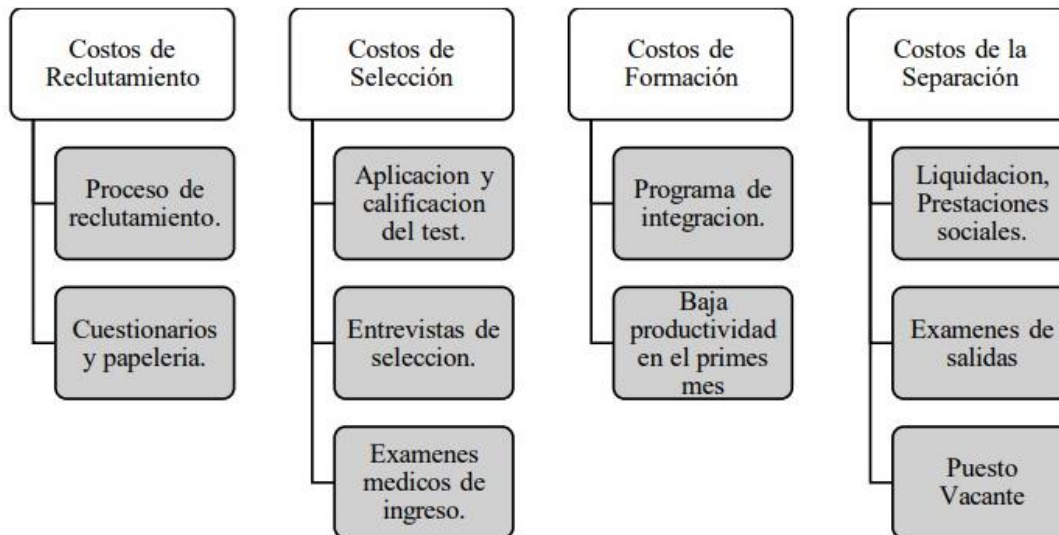 Costos de
Reclutamiento
Proceso de
reclutamiento.
Cuestionarios
y papeleria.
Costos de
Selección
Aplicacion y
calificacion
del test.
Entrevistas de
seleccion.
Examenes
medicos de
ingreso.
Costos de
Formación
Programa de
integracion.
Baja
productividad
en el primes
mes
Costos de la
Separación
Liquidacion,
Prestaciones
sociales.
Examenes de
salidas
Puesto
Vacante